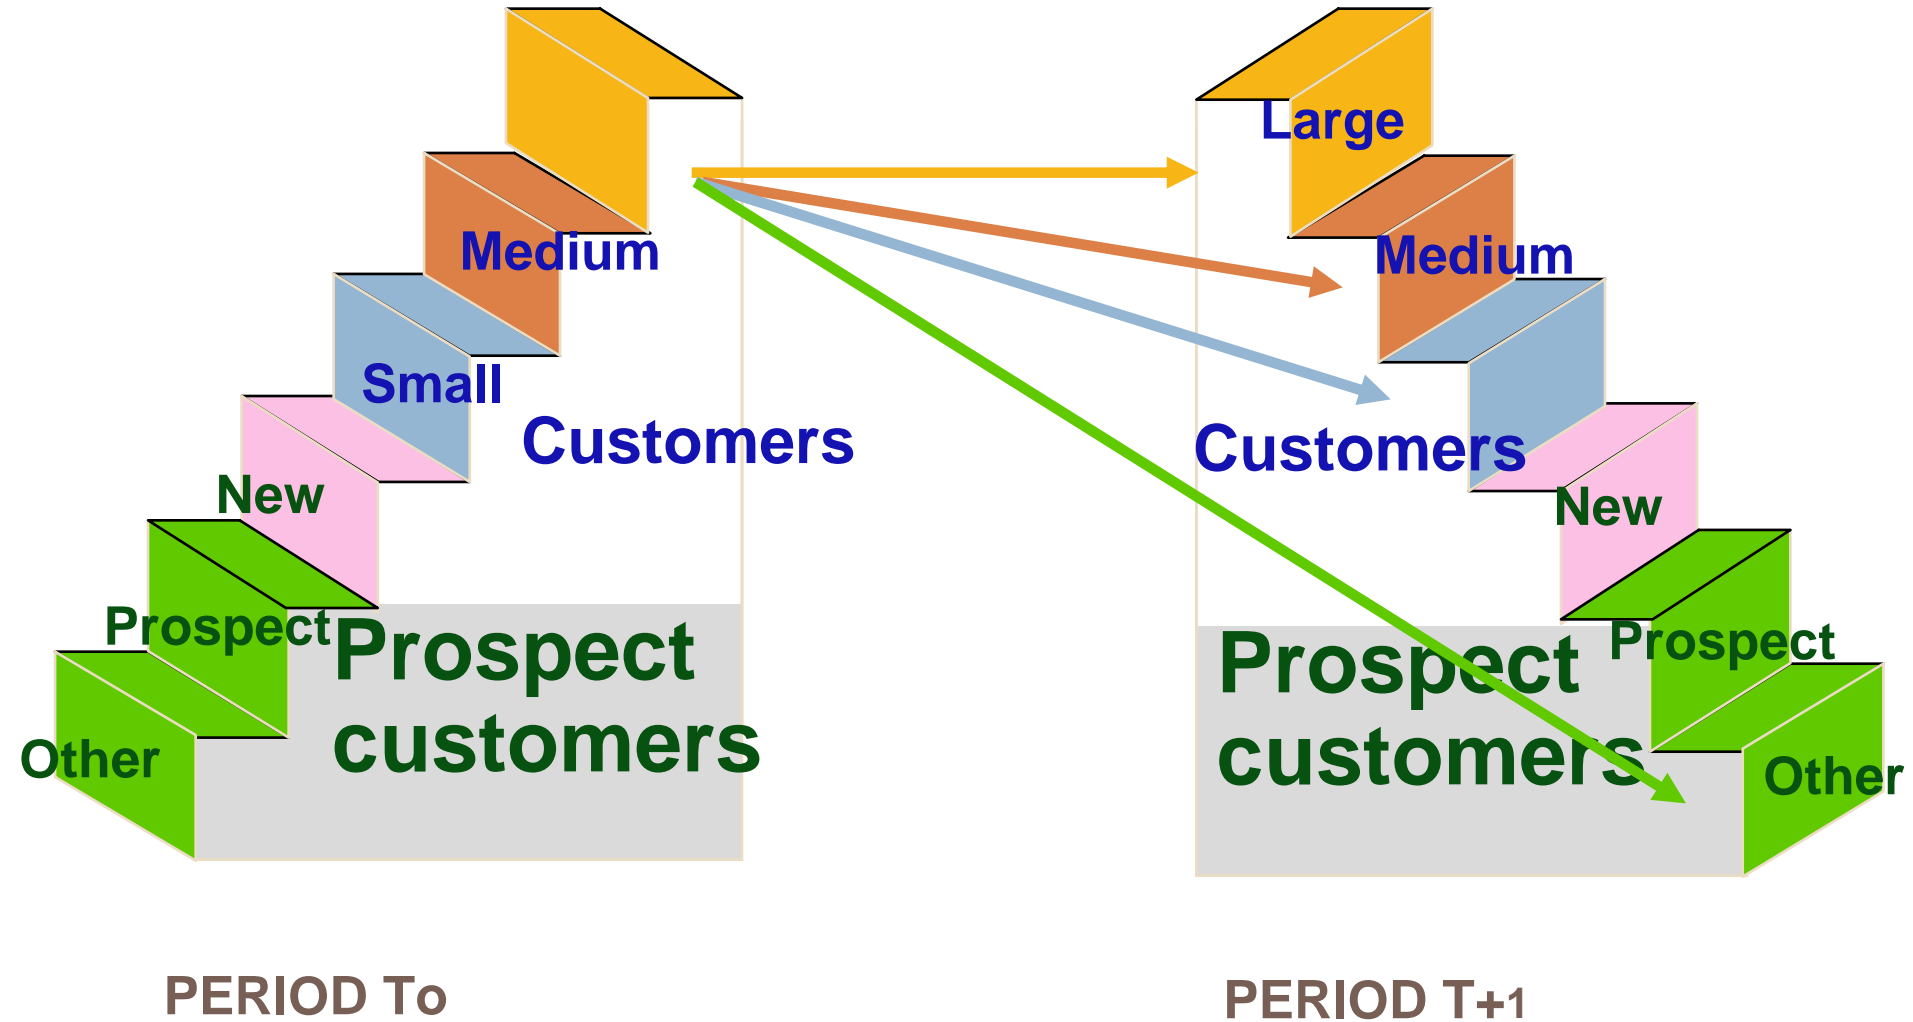 Medium
Small
Customers
New
Prospect
Prospect
customers
Other
PERIOD To
Large
Medium
Customers
New
Prospect
Prospect
customers
Other
PERIOD T+1